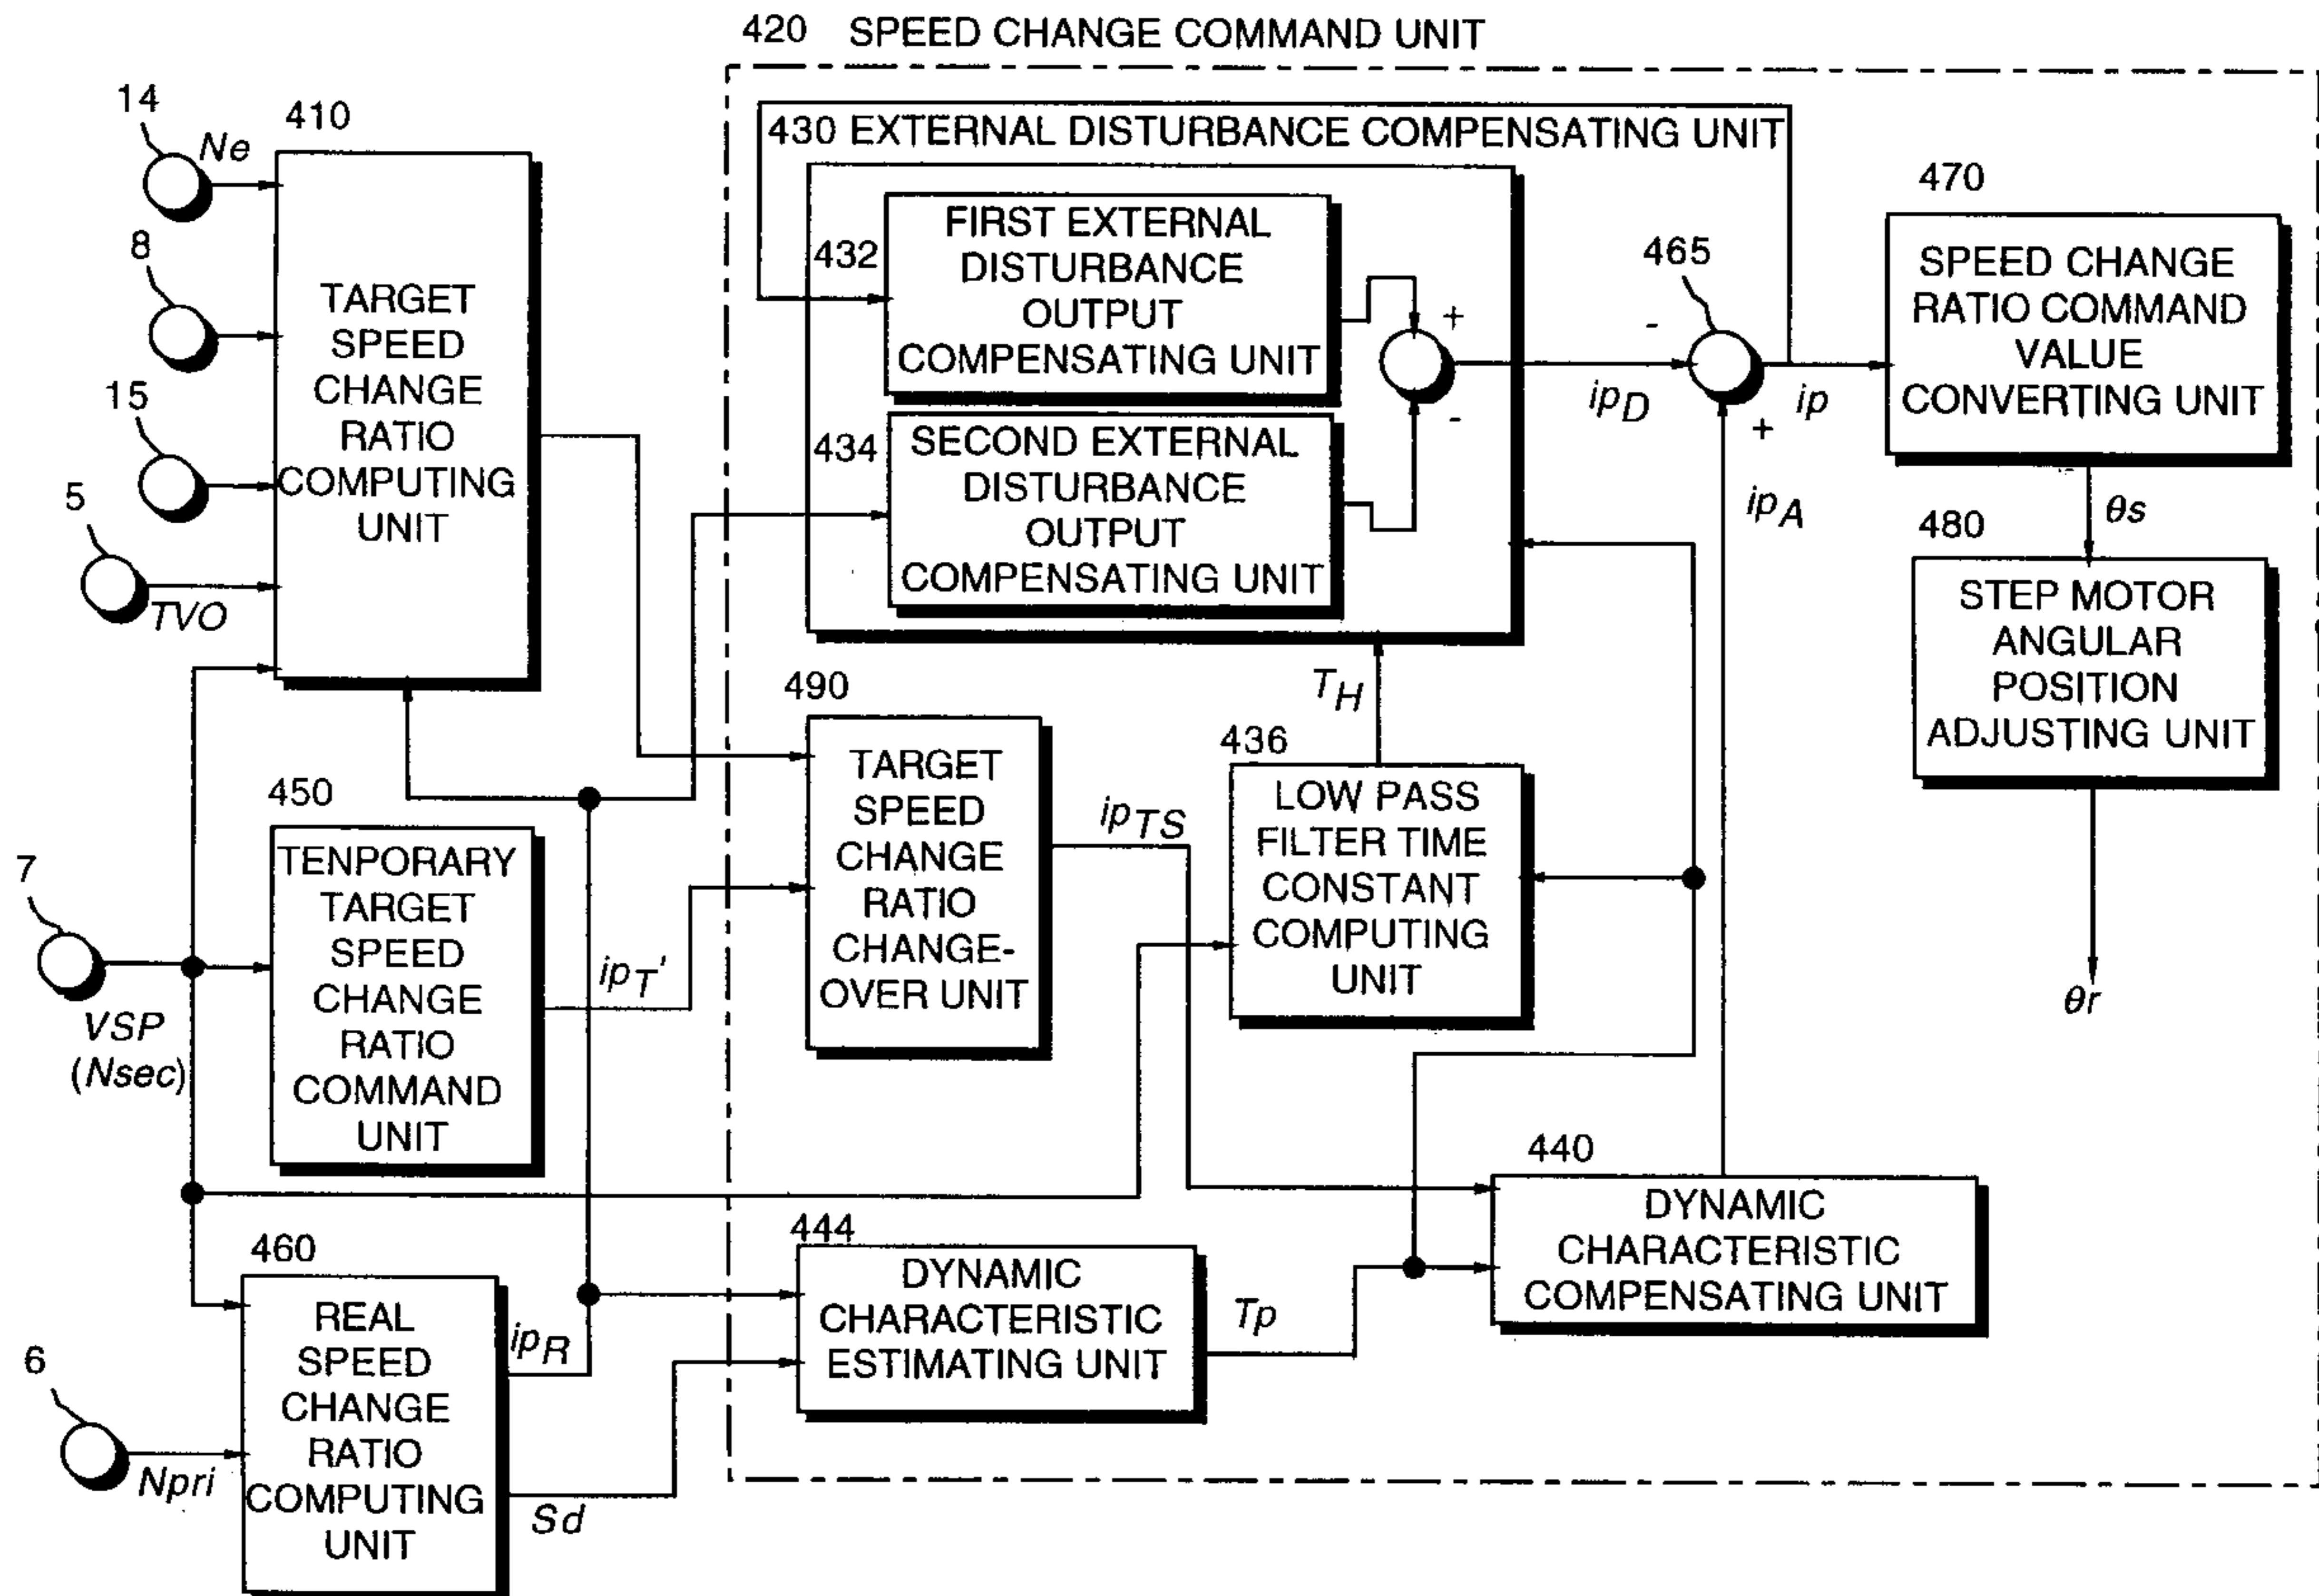 420 SPEED CHANGE COMMAND UNIT
14
Ne
410
8
15
5
TVO
TARGET
SPEED
CHANGE
RATIO
COMPUTING
UNIT
430 EXTERNAL DISTURBANCE COMPENSATING UNIT
432
FIRST EXTERNAL
DISTURBANCE
OUTPUT
COMPENSATING UNIT
+
-
434
SECOND EXTERNAL
DISTURBANCE
OUTPUT
COMPENSATING UNIT
ipD
465
-
+
ip
ipA
470
SPEED CHANGE
RATIO COMMAND
VALUE
CONVERTING UNIT
θs
480
STEP MOTOR
ANGULAR
POSITION
ADJUSTING UNIT
θr
TH
490
TARGET
SPEED
CHANGE
RATIO
CHANGE-
OVER UNIT
ipTS
436
LOW PASS
FILTER TIME
CONSTANT
COMPUTING
UNIT
450
TENPORARY
TARGET
SPEED
CHANGE
RATIO
COMMAND
UNIT
ipT'
7
VSP
(Nsec)
460
REAL
SPEED
CHANGE
RATIO
COMPUTING
UNIT
6
Npri
ipR
Sd
444
DYNAMIC
CHARACTERISTIC
ESTIMATING UNIT
Tp
440
DYNAMIC
CHARACTERISTIC
COMPENSATING UNIT